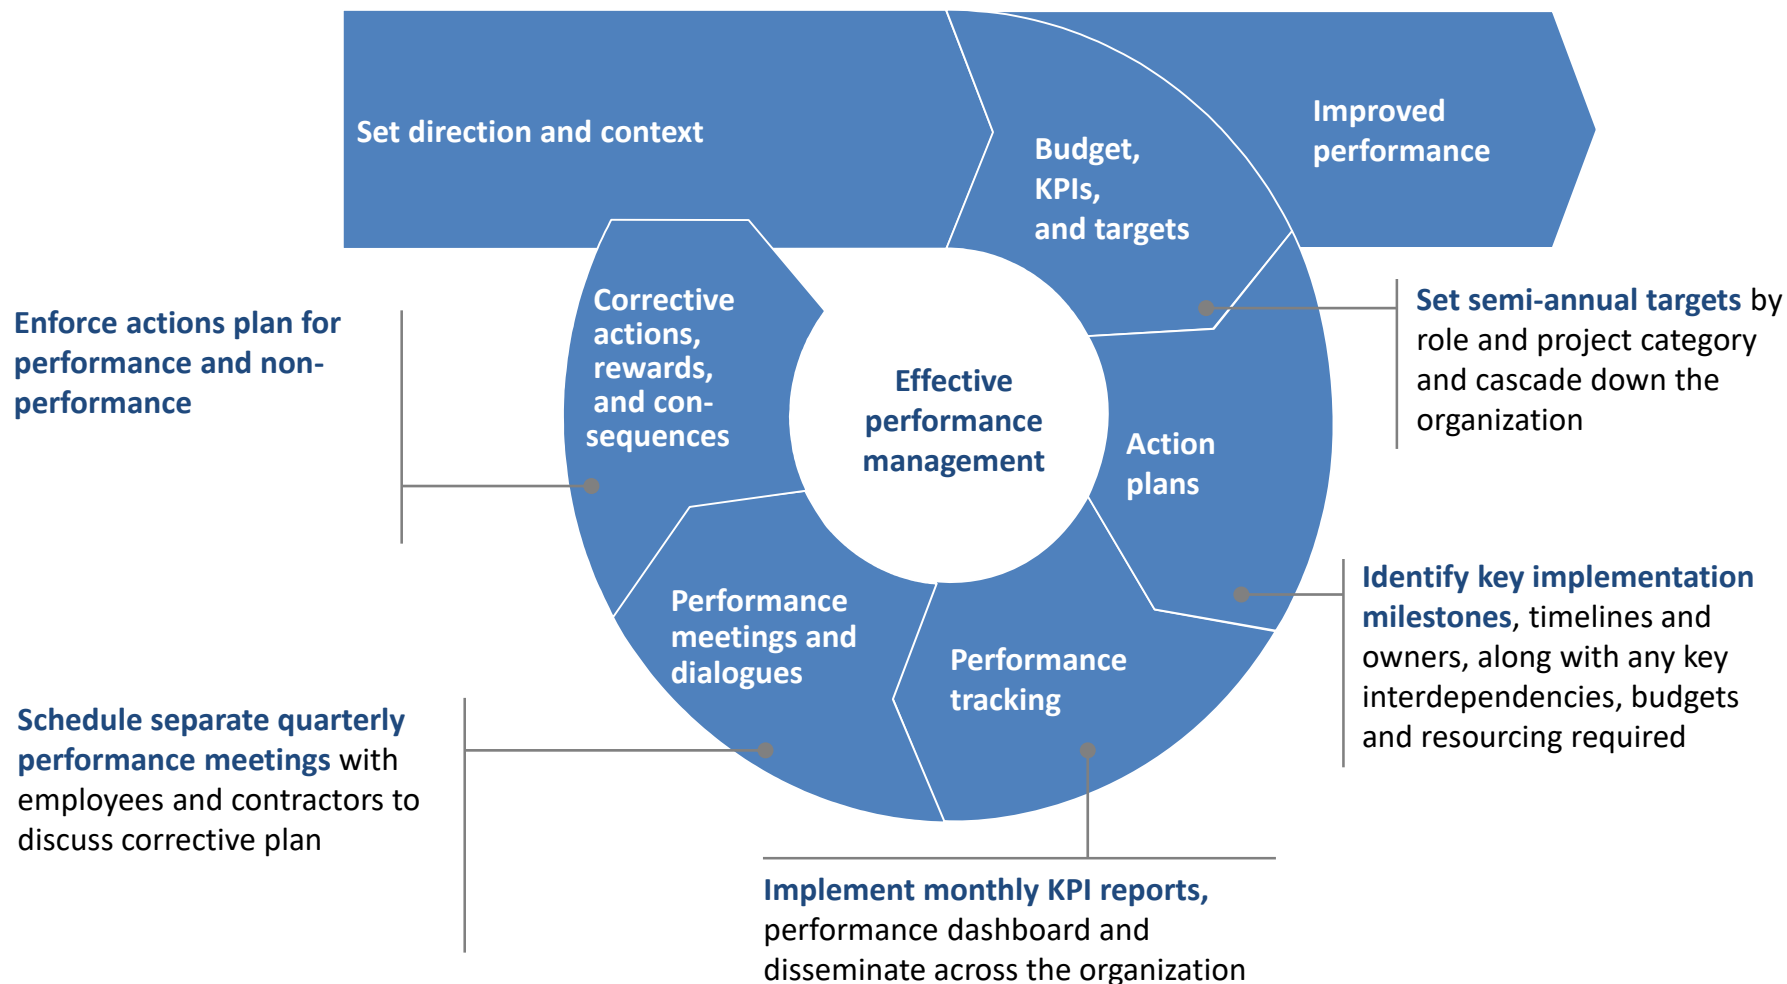 Set direction and context
Budget,
KPIs,
and targets
Improved
performance
Set semi-annual targets by
role and project category
and cascade down the
organization
Action
plans
Identify key implementation
milestones, timelines and
owners, along with any key
interdependencies, budgets
and resourcing required
Performance
tracking
Implement monthly KPI reports,
performance dashboard and
disseminate across the organization
Performance
meetings and
dialogues
Schedule separate quarterly
performance meetings with
employees and contractors to
discuss corrective plan
Corrective
actions,
rewards,
and con-
sequences
Enforce actions plan for
performance and non-
performance
Effective
performance
management